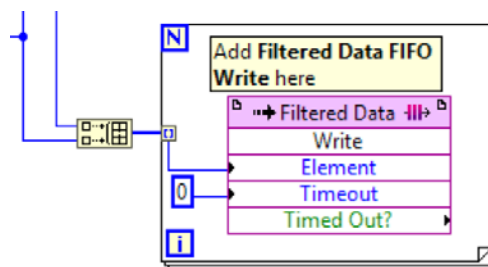 N
Add Filtered Data FIFO
Write here
Filtered Data
Write
Element
0
Timeout
Timed Out?
i